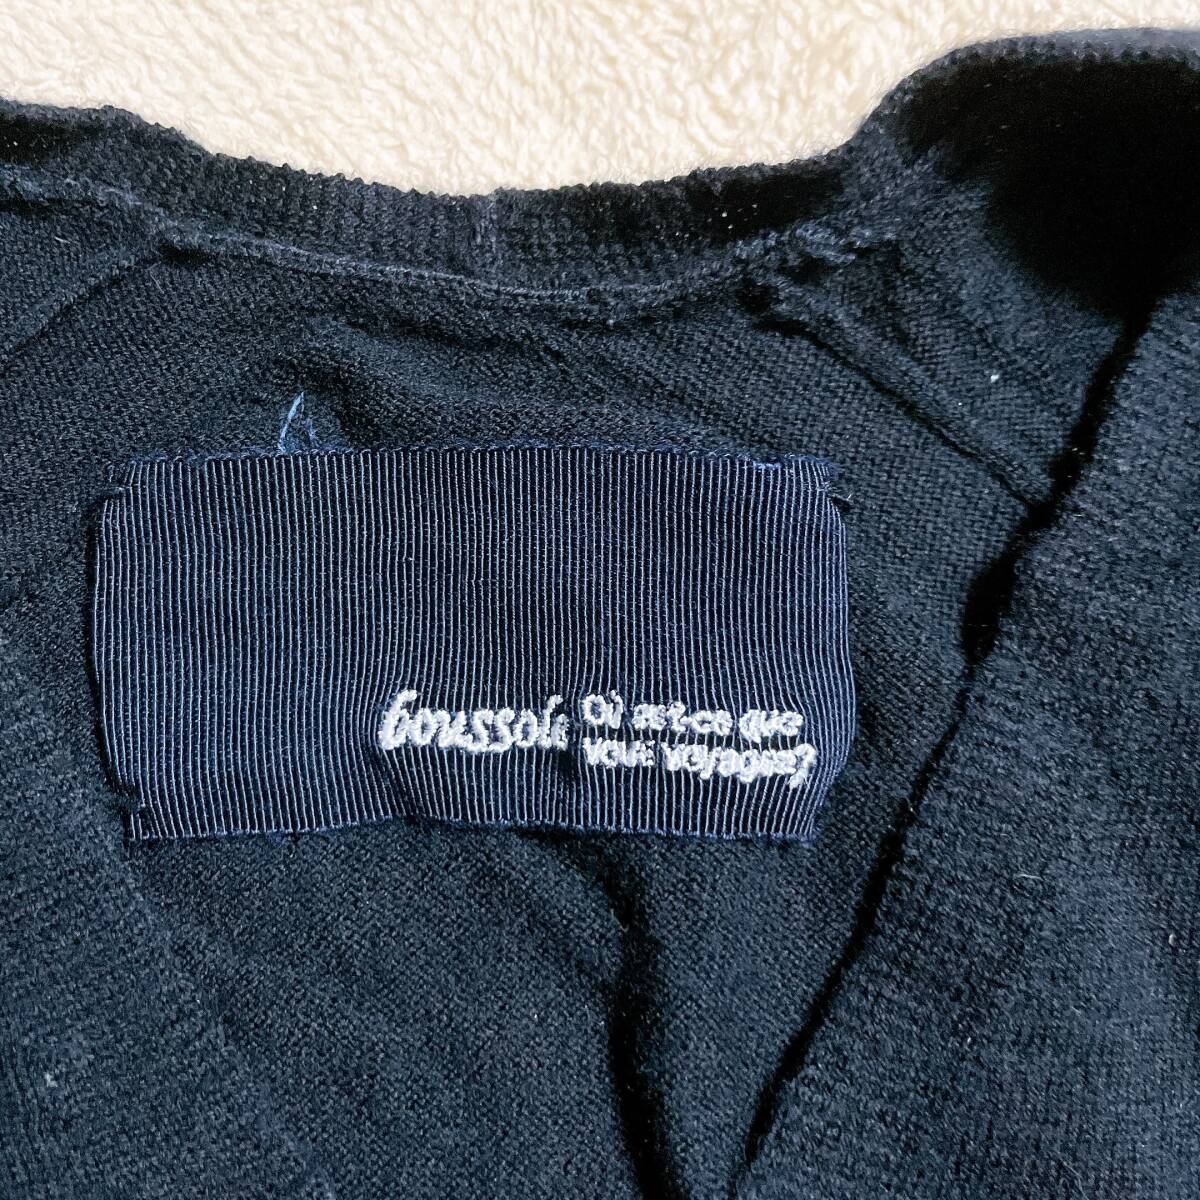 boussole
Où est-ce que
vous voyagez?